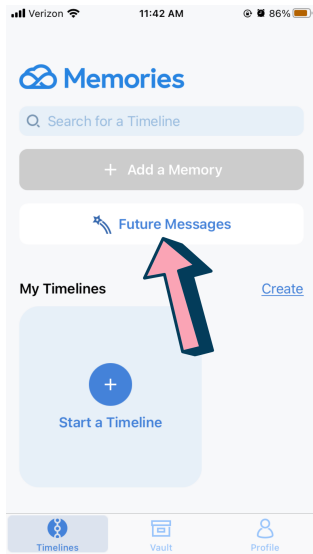 Verizon 11:42 AM 86%
Memories
Search for a Timeline
+ Add a Memory
Future Messages
My Timelines Create
+
Start a Timeline
Timelines Vault Profile